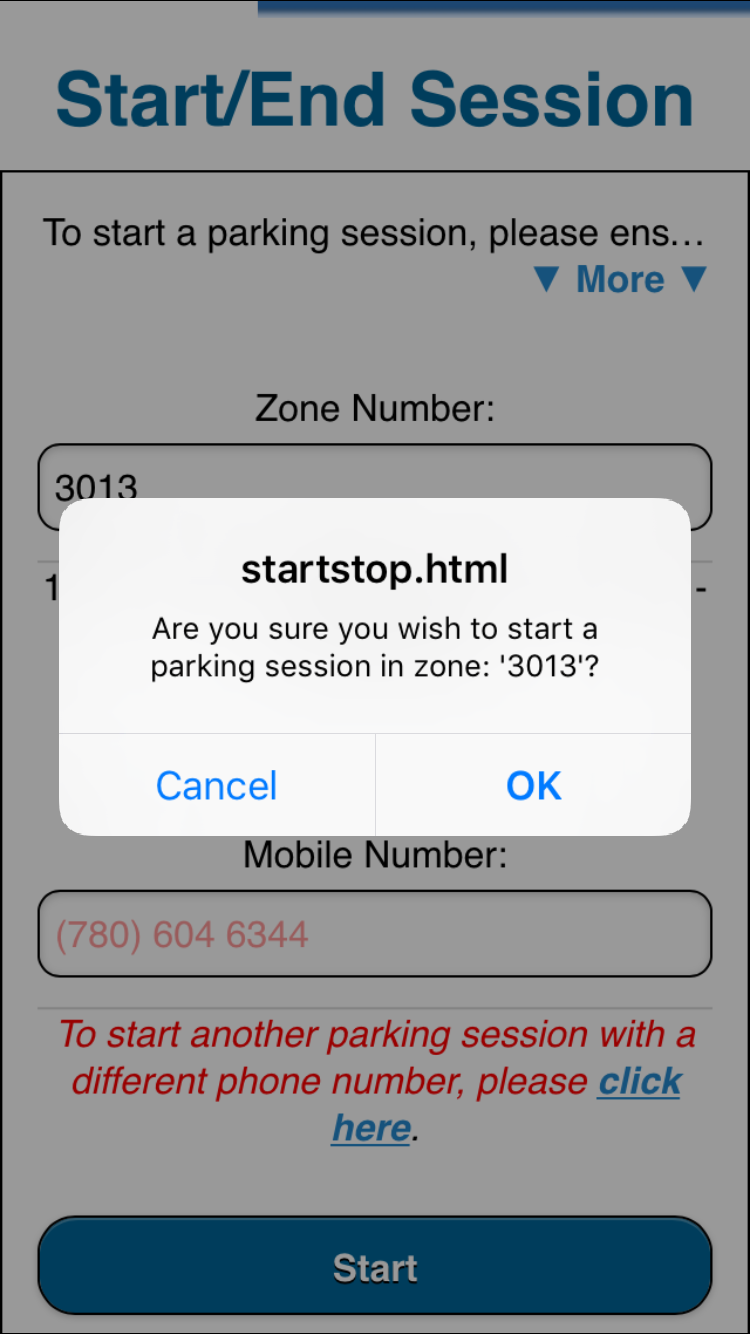 Start/End Session
To start a parking session, please ens...
▼ More ▼
Zone Number:
3013
startstop.html
1
-
Are you sure you wish to start a
parking session in zone: '3013'?
Cancel
OK
Mobile Number:
(780) 604 6344
To start another parking session with a
different phone number, please click
here.
Start